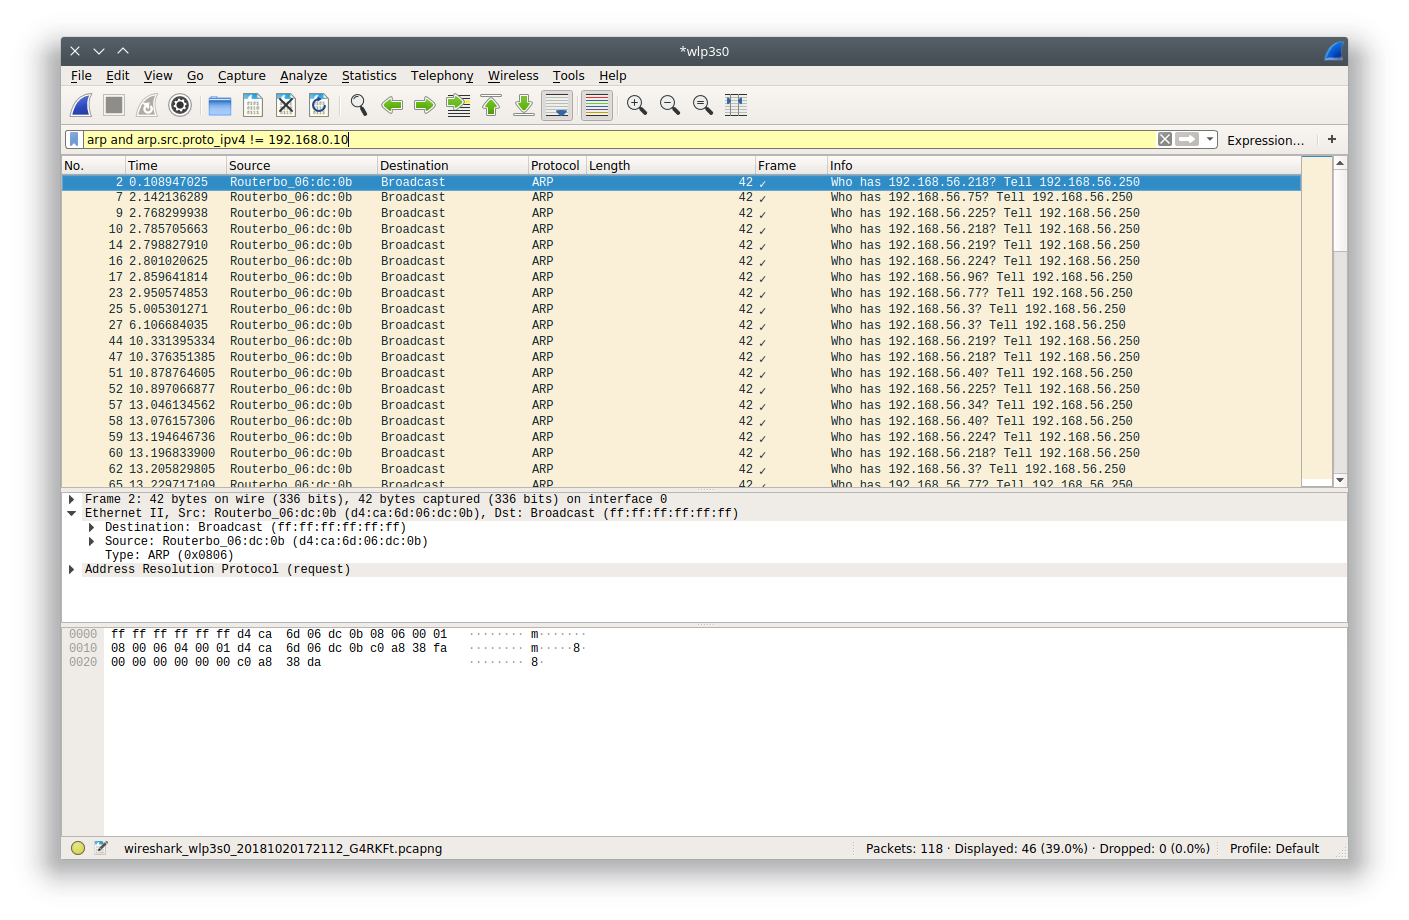 *wlp3s0
File Edit View Go Capture Analyze Statistics Telephony Wireless Tools Help
arp and arp.src.proto_ipv4 != 192.168.0.10 Expression... +
No. Time Source Destination Protocol Length Frame Info
2 0.108947025 Routerbo_06:dc:0b Broadcast ARP 42 ✓ Who has 192.168.56.218? Tell 192.168.56.250
7 2.142136289 Routerbo_06:dc:0b Broadcast ARP 42 ✓ Who has 192.168.56.75? Tell 192.168.56.250
9 2.768299938 Routerbo_06:dc:0b Broadcast ARP 42 ✓ Who has 192.168.56.225? Tell 192.168.56.250
10 2.785705663 Routerbo_06:dc:0b Broadcast ARP 42 ✓ Who has 192.168.56.218? Tell 192.168.56.250
14 2.798827910 Routerbo_06:dc:0b Broadcast ARP 42 ✓ Who has 192.168.56.219? Tell 192.168.56.250
16 2.801020625 Routerbo_06:dc:0b Broadcast ARP 42 ✓ Who has 192.168.56.224? Tell 192.168.56.250
17 2.859641814 Routerbo_06:dc:0b Broadcast ARP 42 ✓ Who has 192.168.56.96? Tell 192.168.56.250
23 2.950574853 Routerbo_06:dc:0b Broadcast ARP 42 ✓ Who has 192.168.56.77? Tell 192.168.56.250
25 5.005301271 Routerbo_06:dc:0b Broadcast ARP 42 ✓ Who has 192.168.56.3? Tell 192.168.56.250
27 6.106684035 Routerbo_06:dc:0b Broadcast ARP 42 ✓ Who has 192.168.56.3? Tell 192.168.56.250
44 10.331395334 Routerbo_06:dc:0b Broadcast ARP 42 ✓ Who has 192.168.56.219? Tell 192.168.56.250
47 10.376351385 Routerbo_06:dc:0b Broadcast ARP 42 ✓ Who has 192.168.56.218? Tell 192.168.56.250
51 10.878764605 Routerbo_06:dc:0b Broadcast ARP 42 ✓ Who has 192.168.56.40? Tell 192.168.56.250
52 10.897066877 Routerbo_06:dc:0b Broadcast ARP 42 ✓ Who has 192.168.56.225? Tell 192.168.56.250
57 13.046134562 Routerbo_06:dc:0b Broadcast ARP 42 ✓ Who has 192.168.56.34? Tell 192.168.56.250
58 13.076157306 Routerbo_06:dc:0b Broadcast ARP 42 ✓ Who has 192.168.56.40? Tell 192.168.56.250
59 13.194646736 Routerbo_06:dc:0b Broadcast ARP 42 ✓ Who has 192.168.56.224? Tell 192.168.56.250
60 13.196833900 Routerbo_06:dc:0b Broadcast ARP 42 ✓ Who has 192.168.56.218? Tell 192.168.56.250
62 13.205829805 Routerbo_06:dc:0b Broadcast ARP 42 ✓ Who has 192.168.56.3? Tell 192.168.56.250
65 13.229717109 Routerbo_06:dc:0b Broadcast ARP 42 ✓ Who has 192.168.56.77? Tell 192.168.56.250
Frame 2: 42 bytes on wire (336 bits), 42 bytes captured (336 bits) on interface 0
Ethernet II, Src: Routerbo_06:dc:0b (d4:ca:6d:06:dc:0b), Dst: Broadcast (ff:ff:ff:ff:ff:ff)
Destination: Broadcast (ff:ff:ff:ff:ff:ff)
Source: Routerbo_06:dc:0b (d4:ca:6d:06:dc:0b)
Type: ARP (0x0806)
Address Resolution Protocol (request)
0000 ff ff ff ff ff ff d4 ca 6d 06 dc 0b 08 06 00 01 ········ m·······
0010 08 00 06 04 00 01 d4 ca 6d 06 dc 0b c0 a8 38 fa ········ m·····8·
0020 00 00 00 00 00 00 c0 a8 38 da ········ 8·
wireshark_wlp3s0_20181020172112_G4RKFt.pcapng Packets: 118 · Displayed: 46 (39.0%) · Dropped: 0 (0.0%) Profile: Default